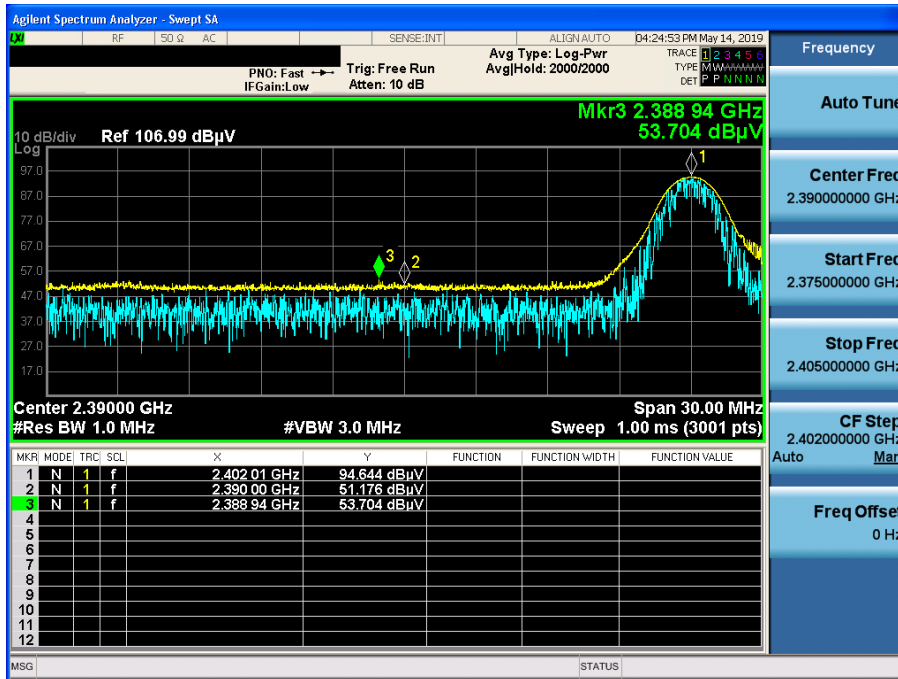 Agilent Spectrum Analyzer - Swept SA
LXI RF 50 Ω AC SENSE:INT ALIGN AUTO 04:24:53 PM May 14, 2019
PNO: Fast Trig: Free Run Avg Type: Log-Pwr TRACE 1 2 3 4 5 6
IFGain:Low Atten: 10 dB Avg|Hold: 2000/2000 TYPE M W W W W W
DET P P N N N N
Mkr3 2.388 94 GHz
53.704 dBµV
10 dB/div Ref 106.99 dBµV
Log
97.0
87.0
77.0
67.0
57.0
47.0
37.0
27.0
17.0
1
3
2
Center 2.39000 GHz Span 30.00 MHz
#Res BW 1.0 MHz #VBW 3.0 MHz Sweep 1.00 ms (3001 pts)
MKR MODE TRC SCL X Y FUNCTION FUNCTION WIDTH FUNCTION VALUE
1 N 1 f 2.402 01 GHz 94.644 dBµV
2 N 1 f 2.390 00 GHz 51.176 dBµV
3 N 1 f 2.388 94 GHz 53.704 dBµV
4
5
6
7
8
9
10
11
12
MSG STATUS
Frequency
Auto Tune
Center Freq
2.390000000 GHz
Start Freq
2.375000000 GHz
Stop Freq
2.405000000 GHz
CF Step
2.402000000 GHz
Auto Man
Freq Offset
0 Hz